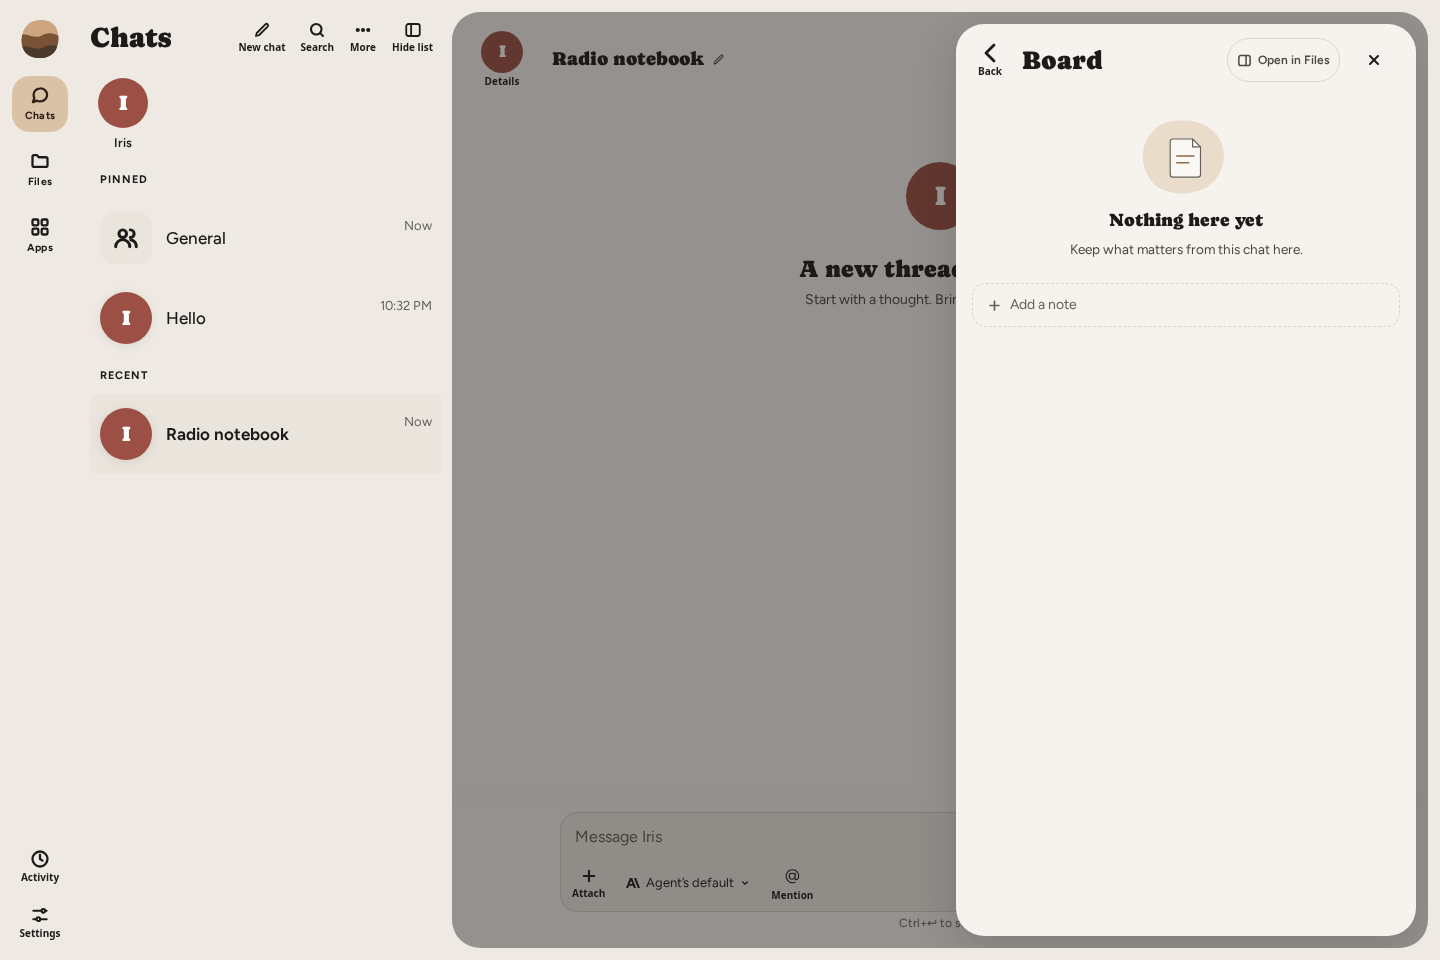 Chats
New chat
Search
More
Hide list
Chats
Files
Apps
Activity
Settings
I
Iris
PINNED
General
Now
I
Hello
10:32 PM
RECENT
I
Radio notebook
Now
I
Details
Radio notebook
I
A new
Start with a thought.
Message Iris
Attach
Agent's default
@
Mention
Ctrl+↩ to
Back
Board
Open in Files
Nothing here yet
Keep what matters from this chat here.
Add a note